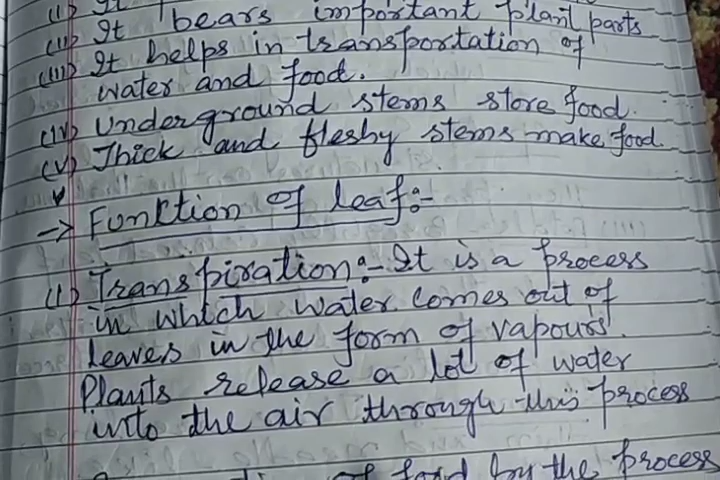 (i) It
(ii) It bears important plant parts
(iii) It helps in transportation of
water and food.
(iv) Underground stems store food.
(v) Thick and fleshy stems make food.
→ Function of leaf:-
(i) Transpiration:- It is a process
in which water comes out of
leaves in the form of vapours.
Plants release a lot of water
into the air through this process
of food by the process